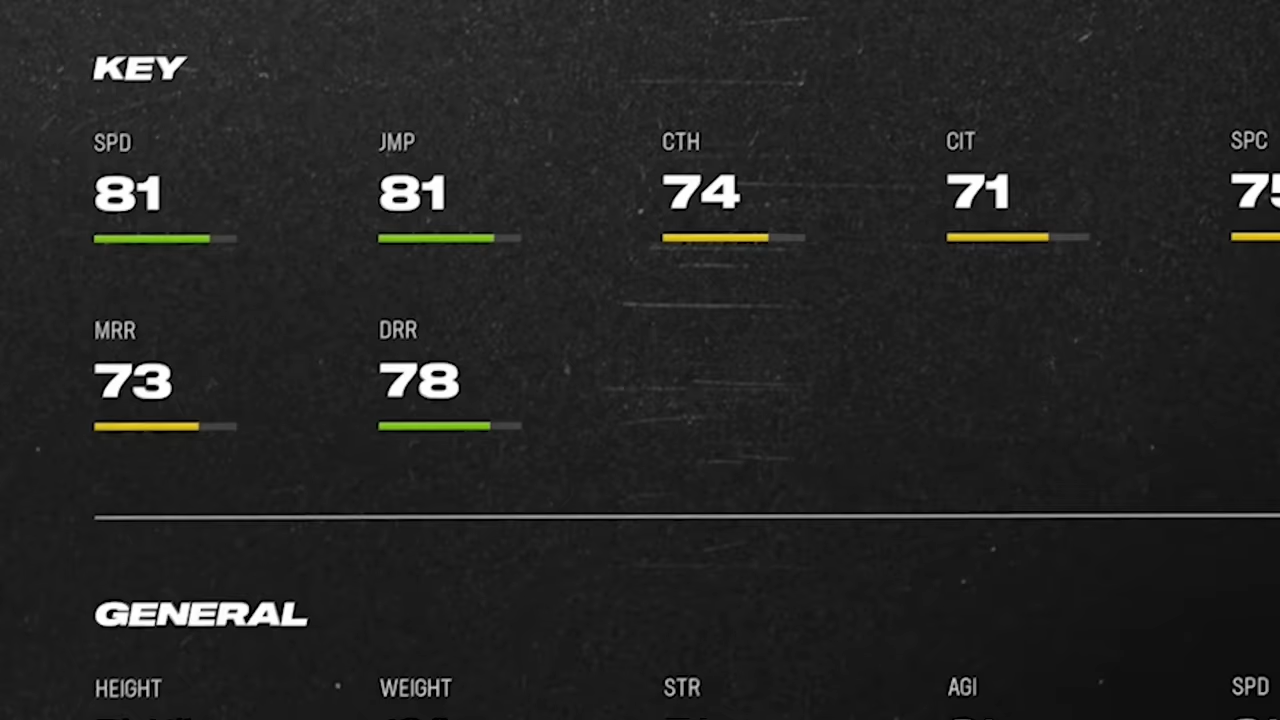 KEY
SPD JMP CTH CIT SPC
81 81 74 71 75
MRR DRR
73 78
GENERAL
HEIGHT WEIGHT STR AGI SPD